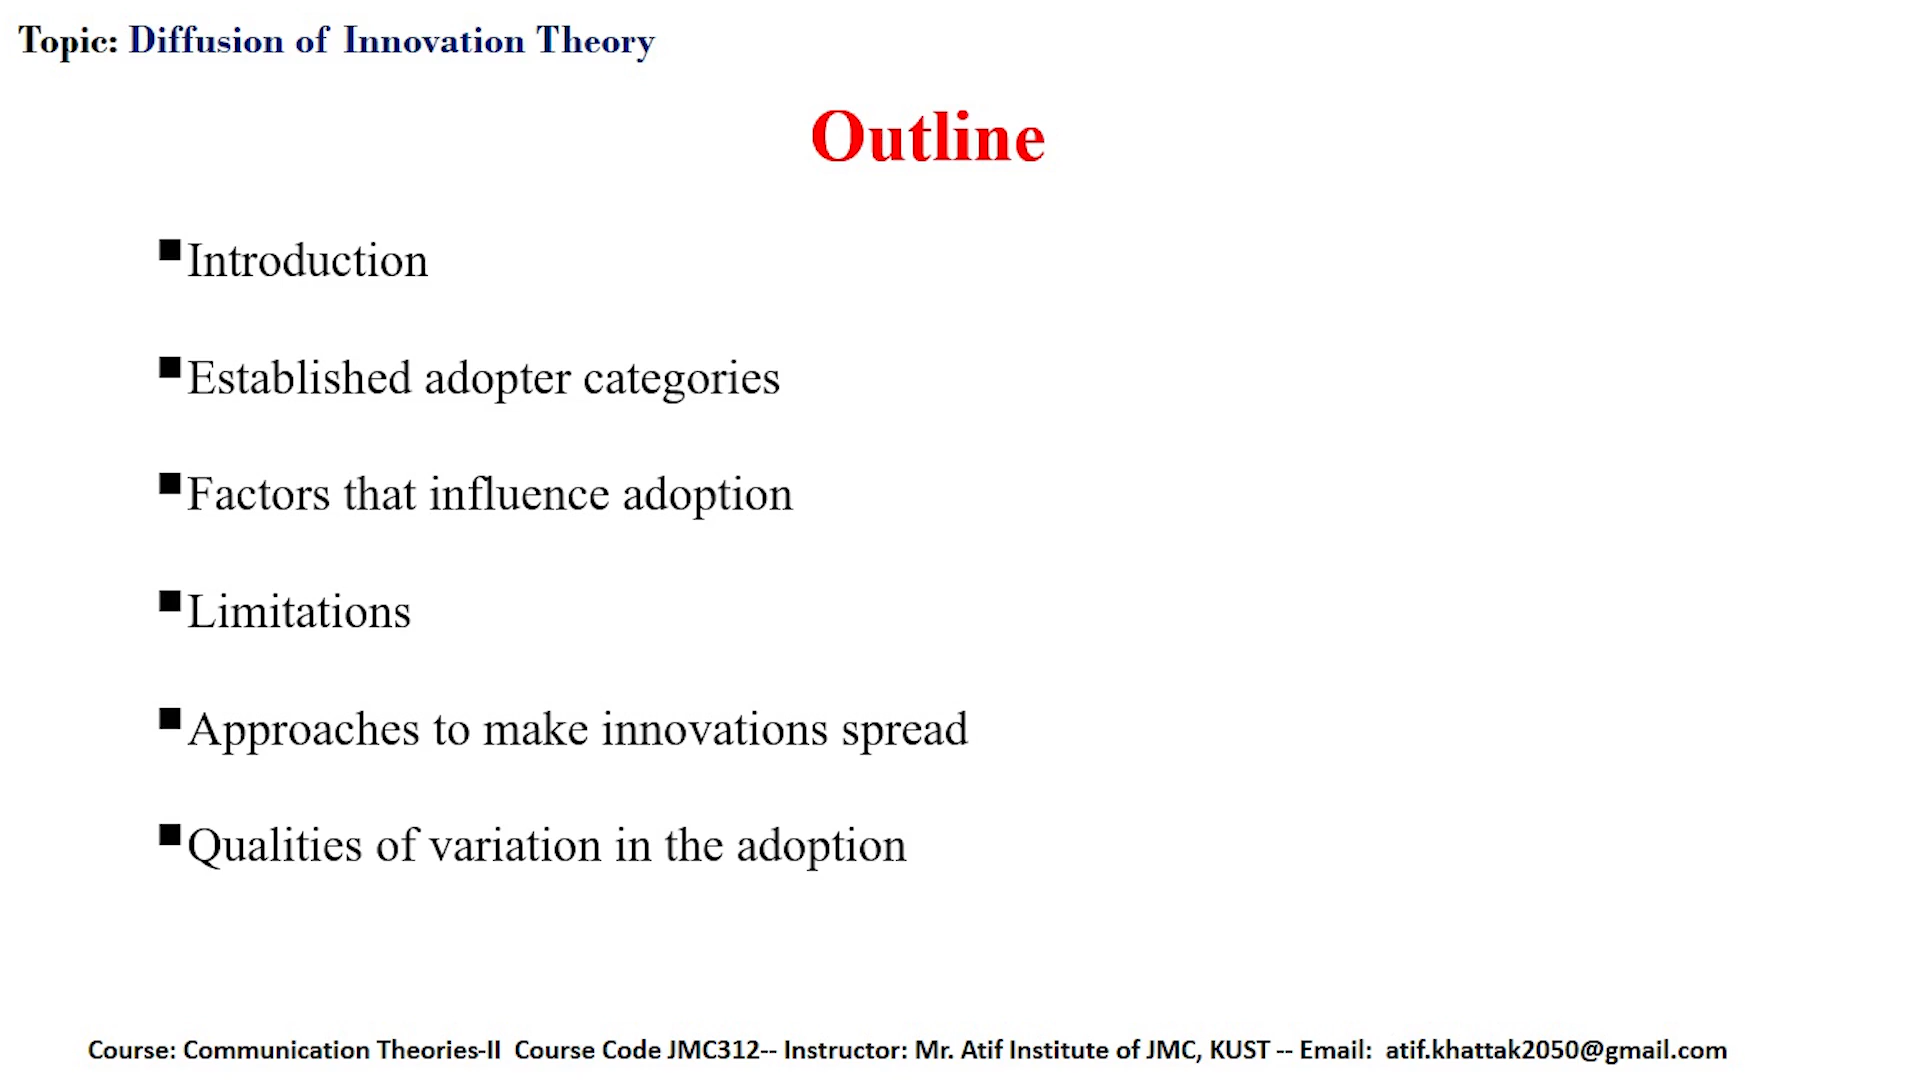 Topic: Diffusion of Innovation Theory
Outline
▪Introduction
▪Established adopter categories
▪Factors that influence adoption
▪Limitations
▪Approaches to make innovations spread
▪Qualities of variation in the adoption
Course: Communication Theories-II  Course Code JMC312-- Instructor: Mr. Atif Institute of JMC, KUST -- Email:  atif.khattak2050@gmail.com